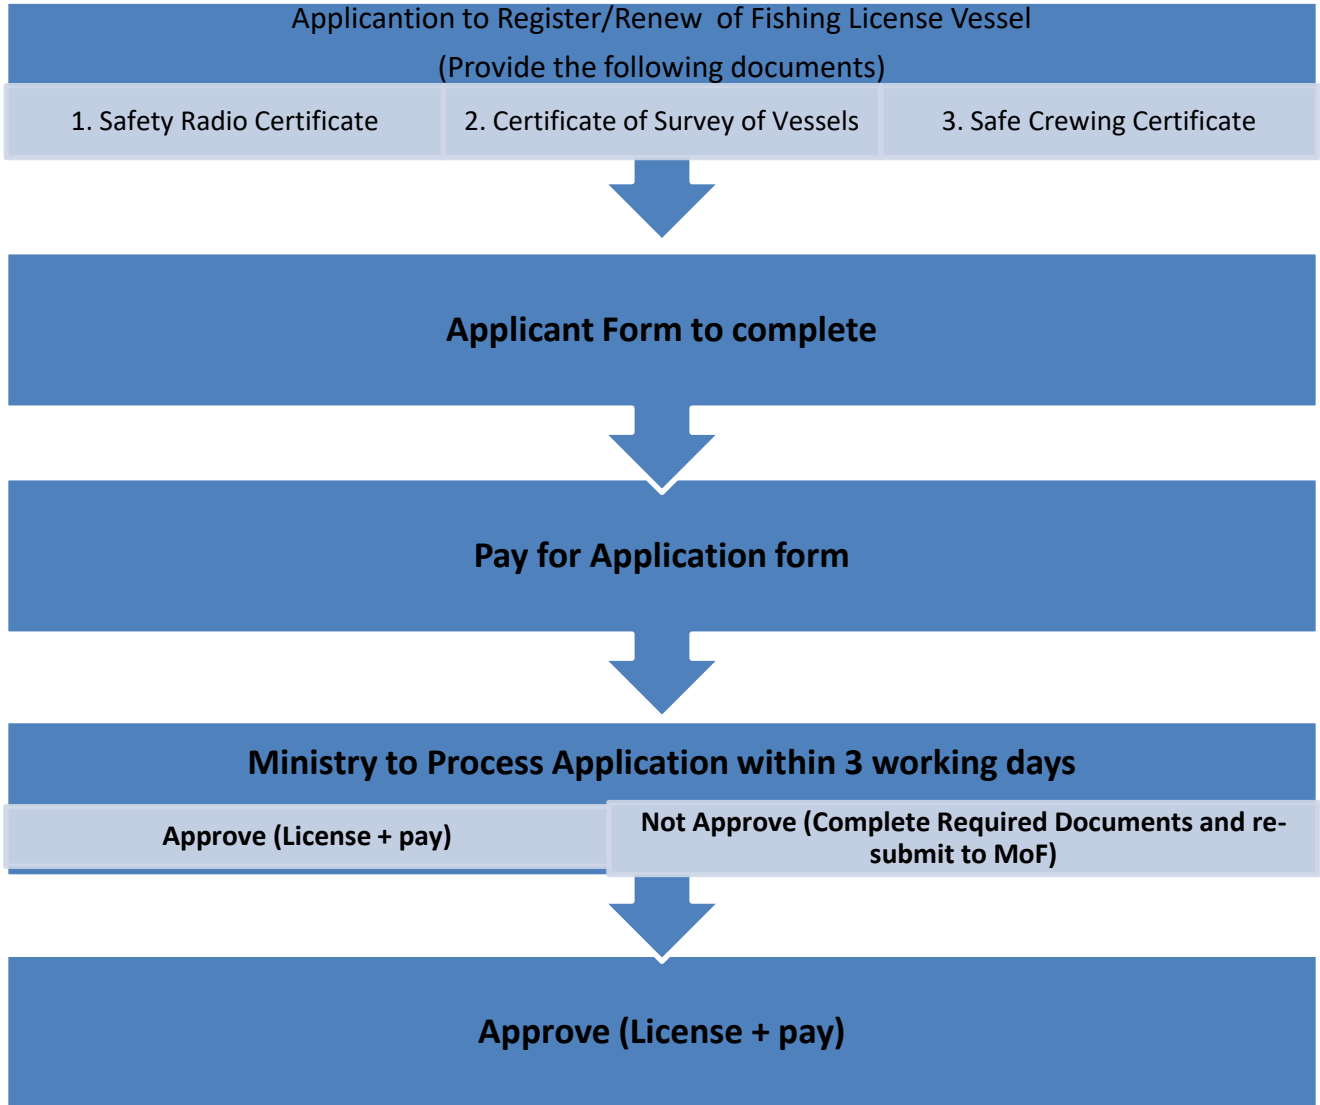 Applicantion to Register/Renew  of Fishing License Vessel
(Provide the following documents)
1. Safety Radio Certificate
2. Certificate of Survey of Vessels
3. Safe Crewing Certificate
Applicant Form to complete
Pay for Application form
Ministry to Process Application within 3 working days
Approve (License + pay)
Not Approve (Complete Required Documents and re-
submit to MoF)
Approve (License + pay)